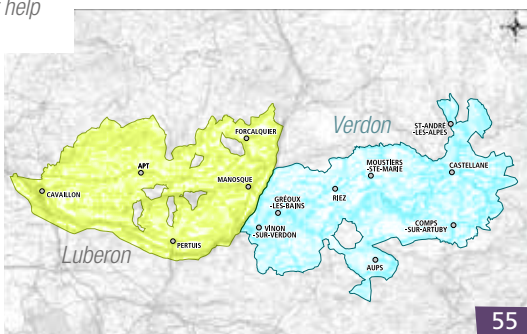 help
Verdon
ST-ANDRÉ
-LES-ALPES
FORCALQUIER
MOUSTIERS
-STE-MARIE
CASTELLANE
APT
MANOSQUE
CAVAILLON
RIEZ
GRÉOUX
-LES-BAINS
COMPS
-SUR-ARTUBY
VINON
-SUR-VERDON
PERTUIS
Luberon
AUPS
55